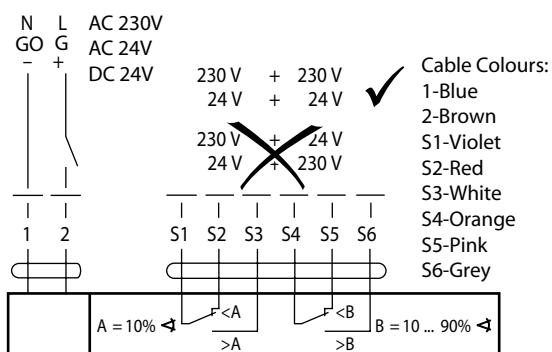 N L AC 230V
GO G AC 24V
– + DC 24V
230 V + 230 V
24 V + 24 V
230 V + 24 V
24 V + 230 V
Cable Colours:
1-Blue
2-Brown
S1-Violet
S2-Red
S3-White
S4-Orange
S5-Pink
S6-Grey
1 2 S1 S2 S3 S4 S5 S6
A = 10% <A >A
<B >B B = 10 ... 90%